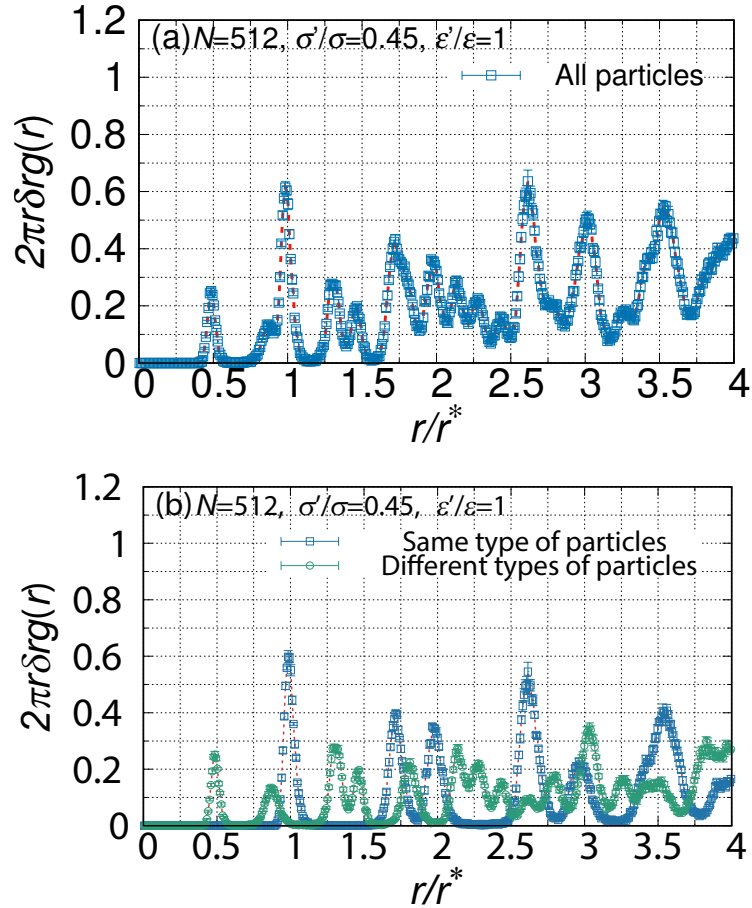 (a) N=512, σ'/σ=0.45, ε'/ε=1
All particles
2πrδrg(r)
1.2
1
0.8
0.6
0.4
0.2
0
0 0.5 1 1.5 2 2.5 3 3.5 4
r/r*
(b) N=512, σ'/σ=0.45, ε'/ε=1
Same type of particles
Different types of particles
2πrδrg(r)
1.2
1
0.8
0.6
0.4
0.2
0
0 0.5 1 1.5 2 2.5 3 3.5 4
r/r*